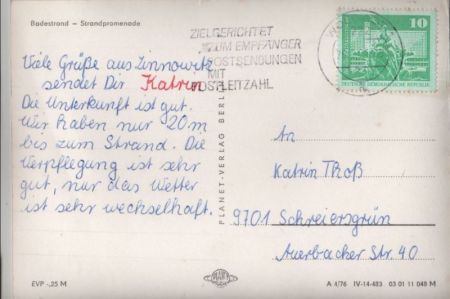 Badestrand – Strandpromenade
ZIELGERICHTET
ZUM EMPFÄNGER
POSTSENDUNGEN
MIT
POSTLEITZAHL
10
DEUTSCHE DEMOKRATISCHE REPUBLIK
Viele Grüße aus Zinnowitz
sendet Dir Katrin
Die Unterkunft ist gut.
Wir haben nur 20 m
bis zum Strand. Die
Verpflegung ist sehr
gut, nur das Wetter
ist sehr wechselhaft.
PLANET-VERLAG BERLIN
An
Katrin Thoß
9701 Schreiersgrün
Auerbacher Str. 40
EVP -,25 M
A 4/76 IV-14-483 03 01 11 048 M